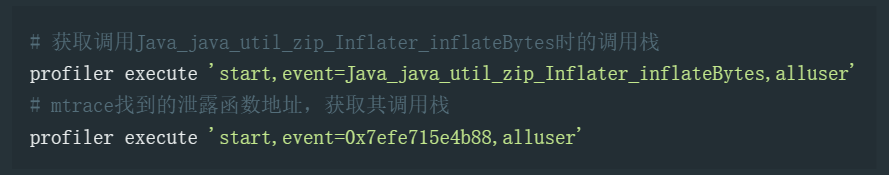 # 获取调用Java_java_util_zip_Inflater_inflateBytes时的调用栈
profiler execute 'start,event=Java_java_util_zip_Inflater_inflateBytes,alluser'
# mtrace找到的泄露函数地址，获取其调用栈
profiler execute 'start,event=0x7efe715e4b88,alluser'